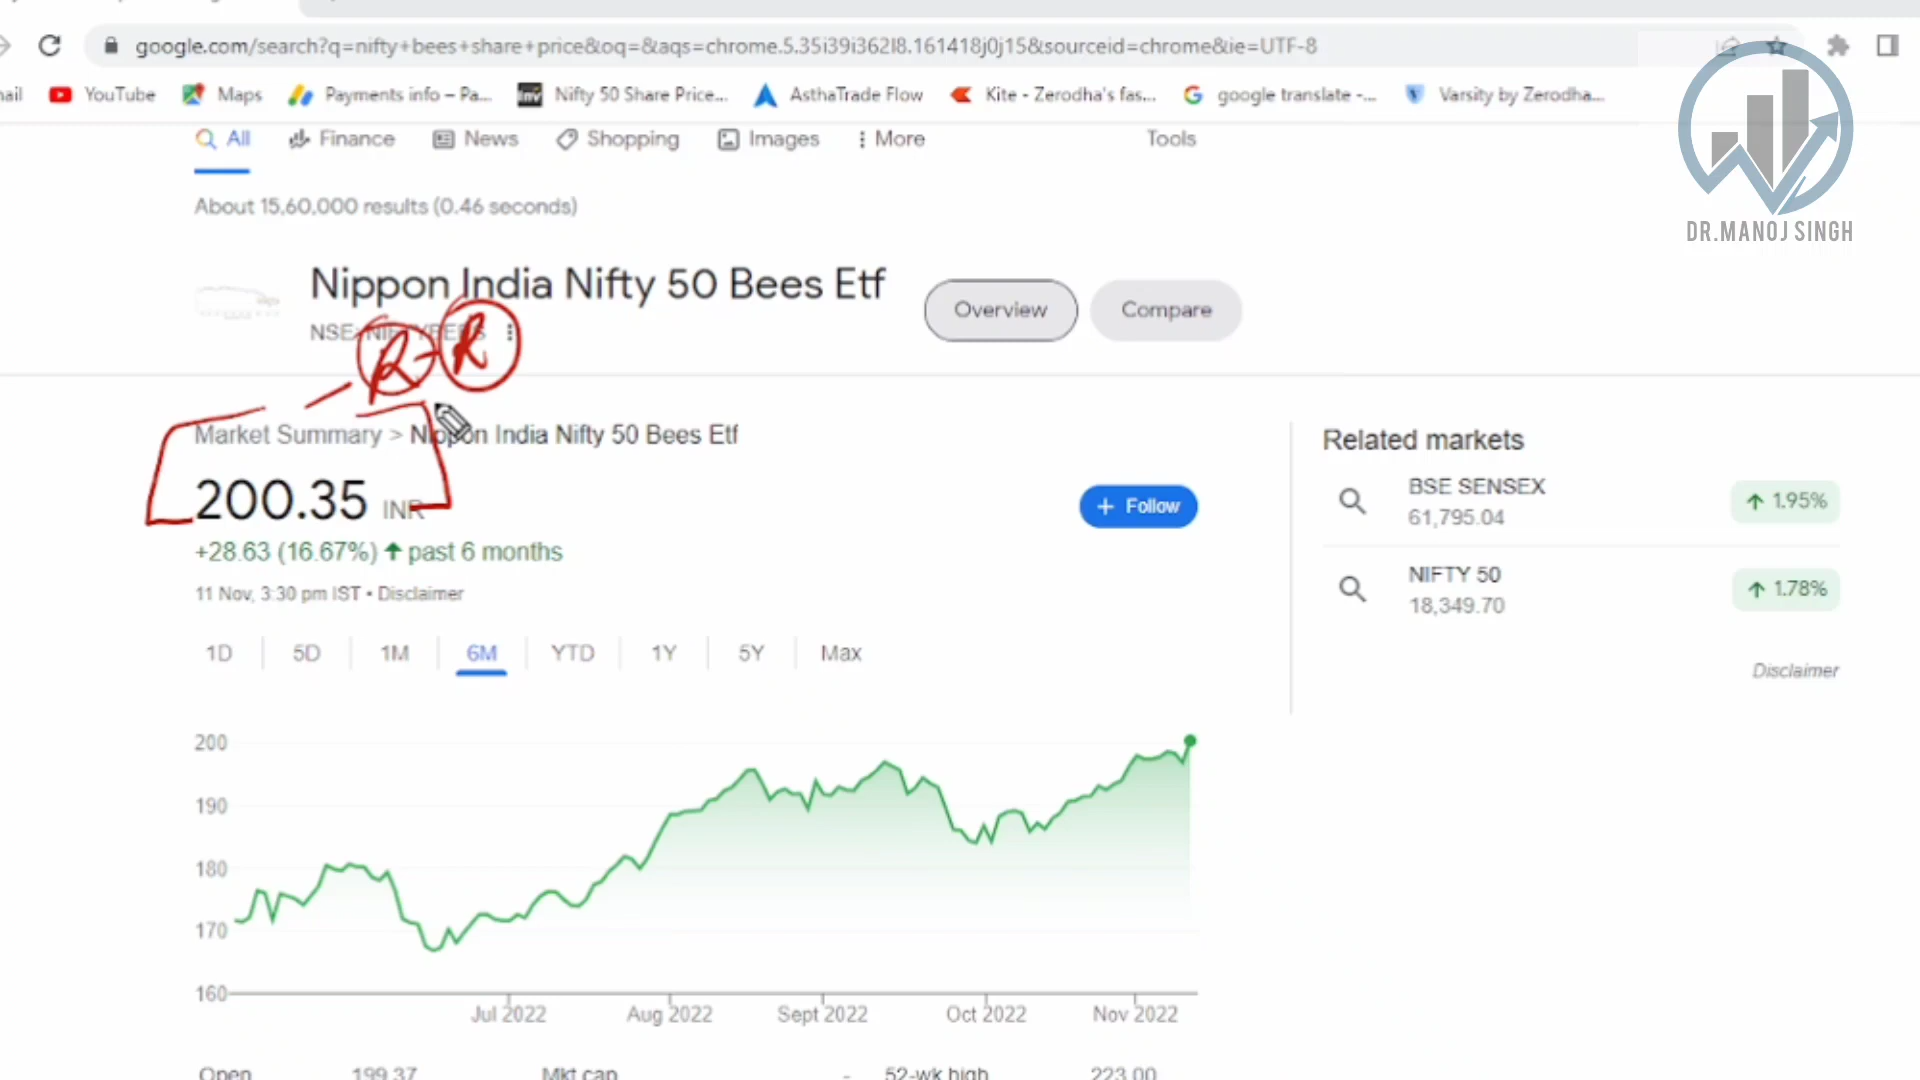 google.com/search?q=nifty+bees+share+price&oq=&aqs=chrome.5.35i39i362l8.161418j0j15&sourceid=chrome&ie=UTF-8
ail YouTube Maps Payments info – Pa... Nifty 50 Share Price... AsthaTrade Flow Kite - Zerodha's fas... google translate -... Varsity by Zerodha...
All Finance News Shopping Images More Tools
About 15,60,000 results (0.46 seconds)
DR.MANOJ SINGH
Nippon India Nifty 50 Bees Etf
Overview Compare
NSE: NIFTYBEES
R - R
Market Summary > Nippon India Nifty 50 Bees Etf
200.35 INR
+ Follow
+28.63 (16.67%) ↑ past 6 months
11 Nov, 3:30 pm IST • Disclaimer
1D 5D 1M 6M YTD 1Y 5Y Max
Related markets
BSE SENSEX
61,795.04
↑ 1.95%
NIFTY 50
18,349.70
↑ 1.78%
Disclaimer
200
190
180
170
160
Jul 2022 Aug 2022 Sept 2022 Oct 2022 Nov 2022
Open 199.37 Mkt cap - 52-wk high 223.00